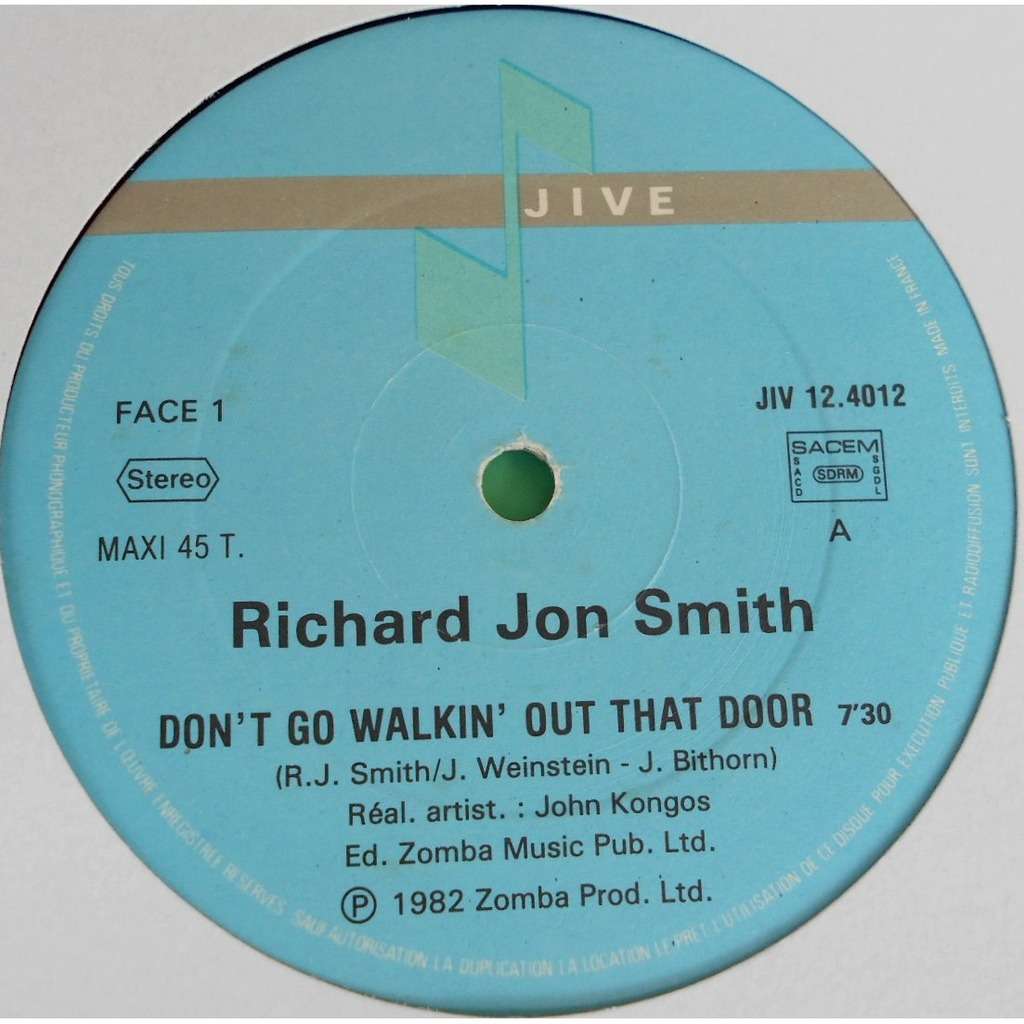 JIVE
FACE 1
JIV 12.4012
Stereo
SACEM
SACD
SDRM
SGDL
MAXI 45 T.
A
Richard Jon Smith
DON'T GO WALKIN' OUT THAT DOOR 7'30
(R.J. Smith/J. Weinstein - J. Bithorn)
Réal. artist. : John Kongos
Ed. Zomba Music Pub. Ltd.
Ⓟ 1982 Zomba Prod. Ltd.
TOUS DROITS DU PRODUCTEUR PHONOGRAPHIQUE ET DU PROPRIETAIRE DE L'ŒUVRE ENREGISTREE RESERVES SAUF AUTORISATION LA DUPLICATION LA LOCATION LE PRET L'UTILISATION DE CE DISQUE POUR EXECUTION PUBLIQUE ET RADIODIFFUSION SONT INTERDITS MADE IN FRANCE